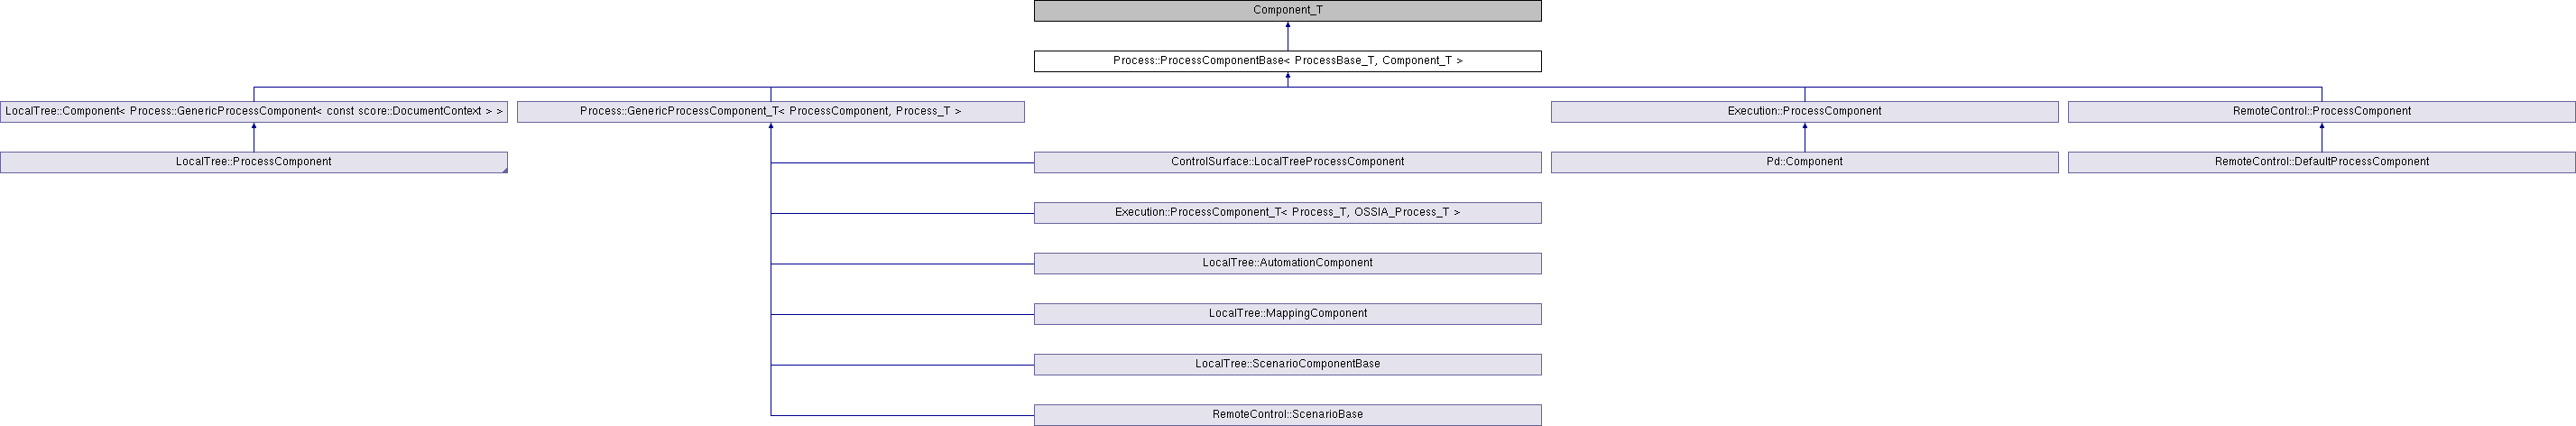 Component_T
Process::ProcessComponentBase< ProcessBase_T, Component_T >
LocalTree::Component< Process::GenericProcessComponent< const score::DocumentContext > >
Process::GenericProcessComponent_T< ProcessComponent, Process_T >
Execution::ProcessComponent
RemoteControl::ProcessComponent
LocalTree::ProcessComponent
ControlSurface::LocalTreeProcessComponent
Pd::Component
RemoteControl::DefaultProcessComponent
Execution::ProcessComponent_T< Process_T, OSSIA_Process_T >
LocalTree::AutomationComponent
LocalTree::MappingComponent
LocalTree::ScenarioComponentBase
RemoteControl::ScenarioBase